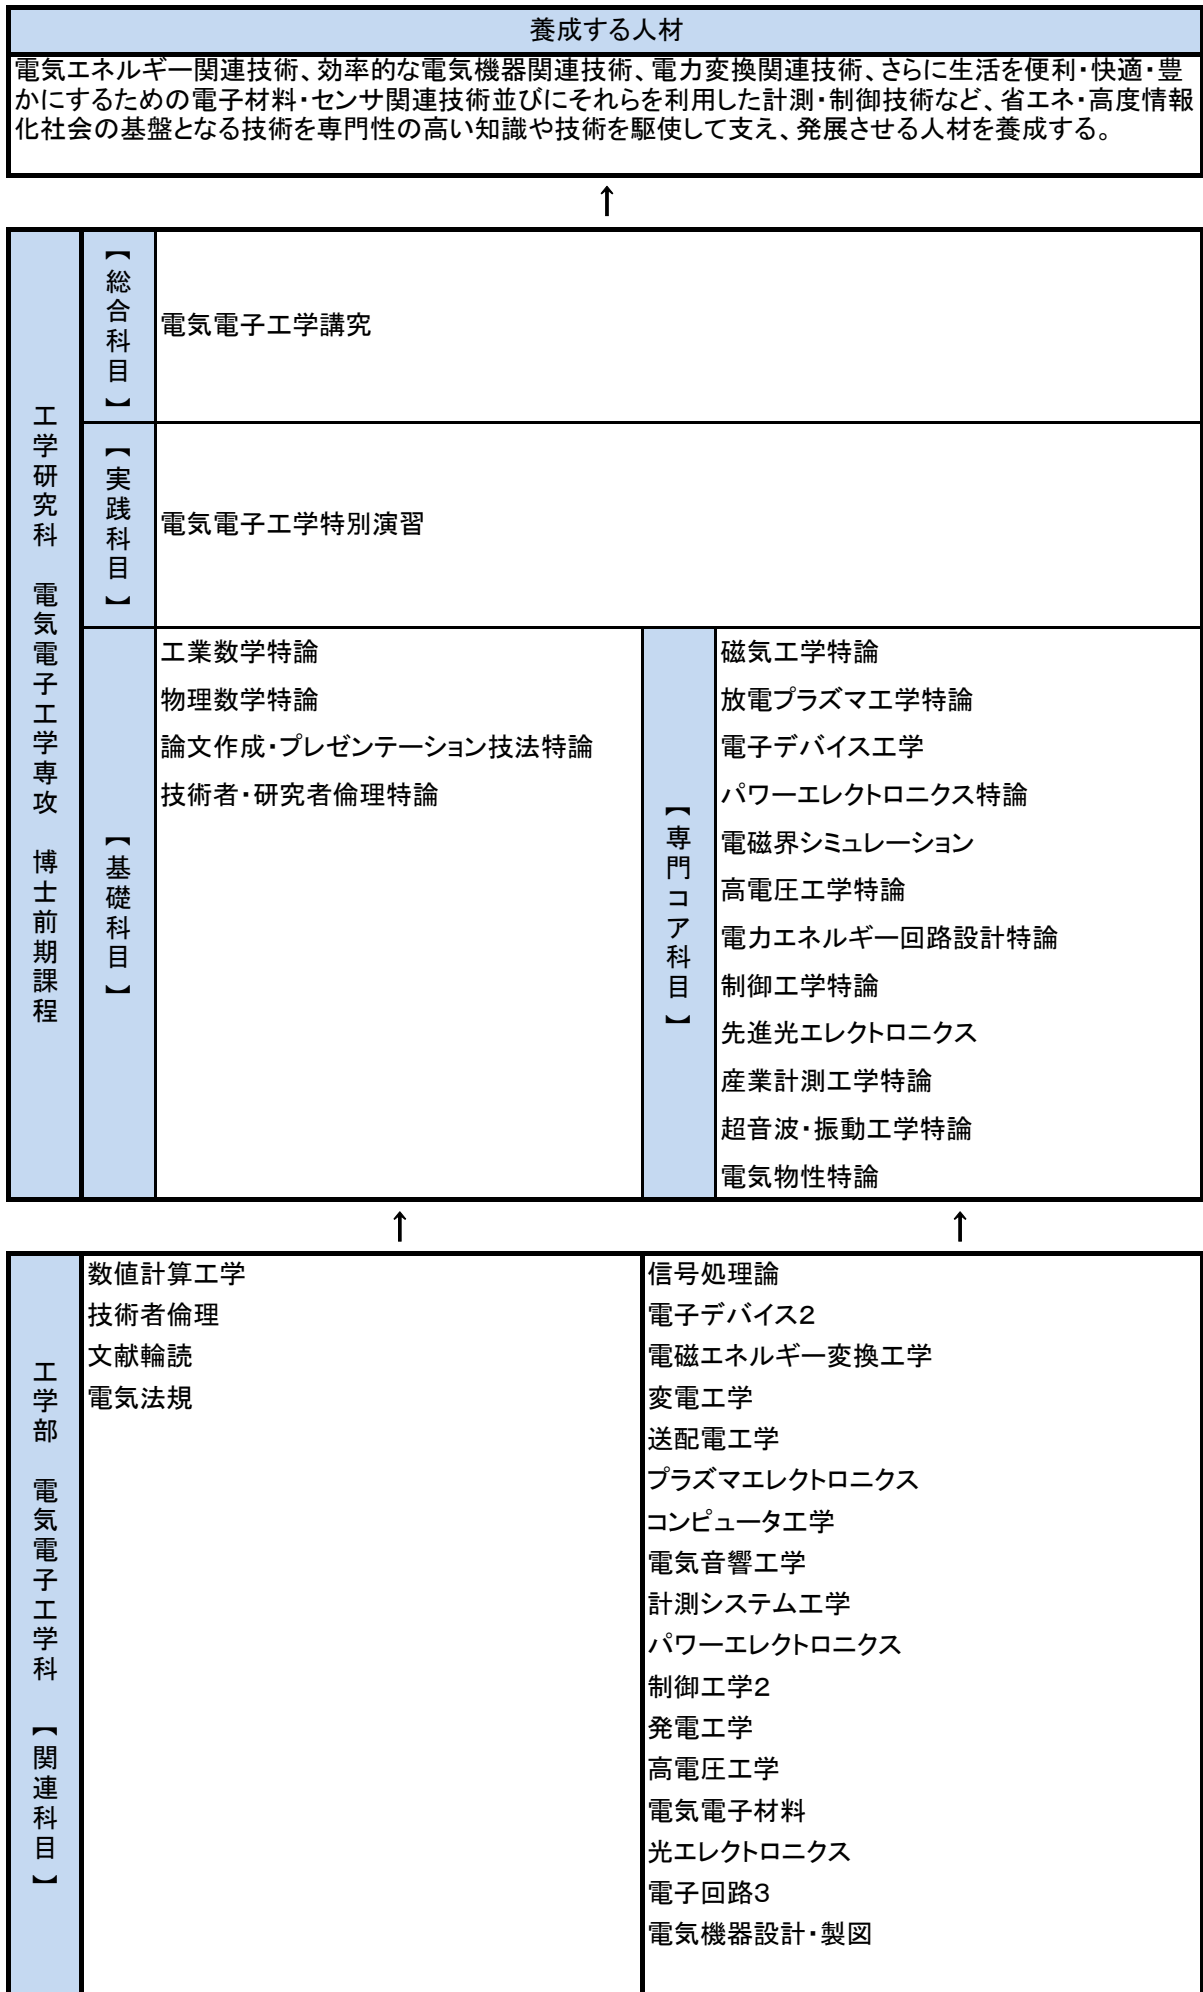 養成する人材
電気エネルギー関連技術、効率的な電気機器関連技術、電力変換関連技術、さらに生活を便利・快適・豊
かにするための電子材料・センサ関連技術並びにそれらを利用した計測・制御技術など、省エネ・高度情報
化社会の基盤となる技術を専門性の高い知識や技術を駆使して支え、発展させる人材を養成する。
↑
工学研究科 電気電子工学専攻 博士前期課程
【総合科目】
電気電子工学講究
【実践科目】
電気電子工学特別演習
【基礎科目】
工業数学特論
物理数学特論
論文作成・プレゼンテーション技法特論
技術者・研究者倫理特論
【専門コア科目】
磁気工学特論
放電プラズマ工学特論
電子デバイス工学
パワーエレクトロニクス特論
電磁界シミュレーション
高電圧工学特論
電力エネルギー回路設計特論
制御工学特論
先進光エレクトロニクス
産業計測工学特論
超音波・振動工学特論
電気物性特論
↑ ↑
工学部 電気電子工学科 【関連科目】
数値計算工学
技術者倫理
文献輪読
電気法規
信号処理論
電子デバイス2
電磁エネルギー変換工学
変電工学
送配電工学
プラズマエレクトロニクス
コンピュータ工学
電気音響工学
計測システム工学
パワーエレクトロニクス
制御工学2
発電工学
高電圧工学
電気電子材料
光エレクトロニクス
電子回路3
電気機器設計・製図